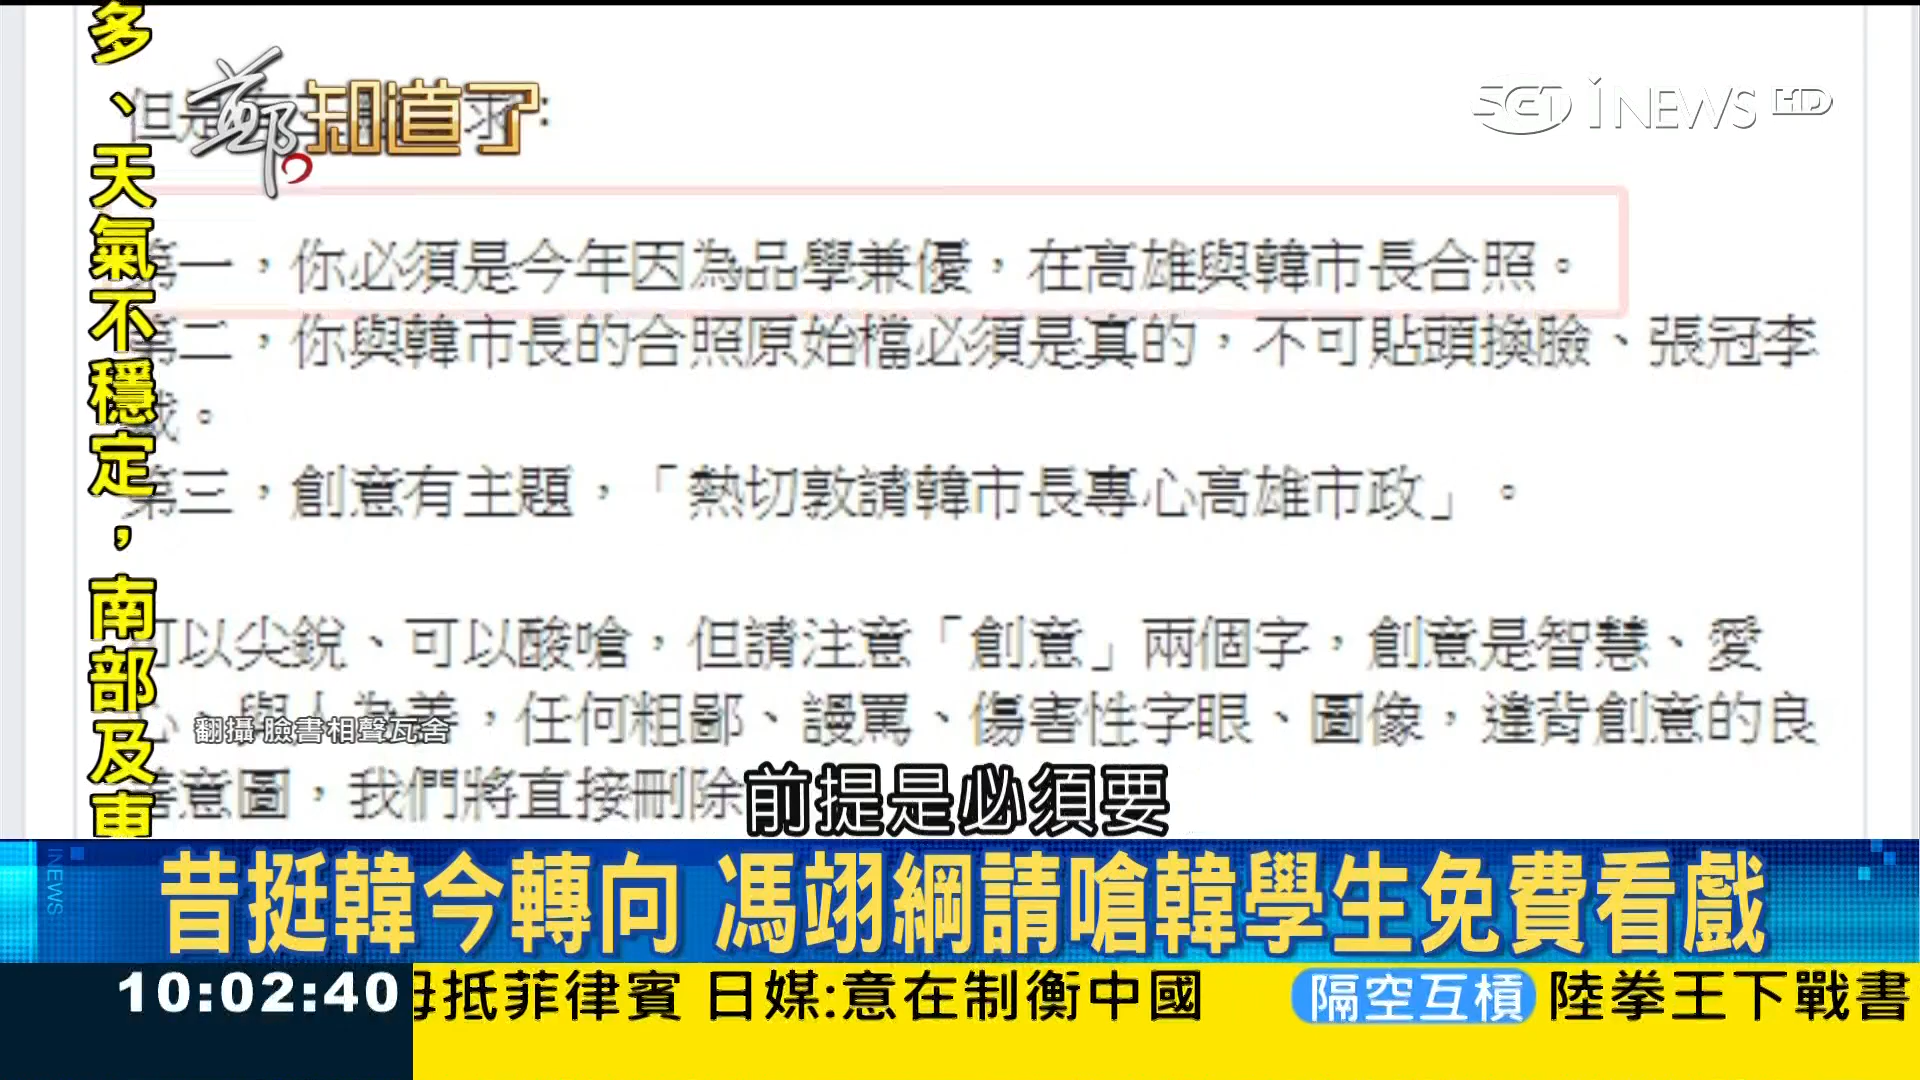 多、天氣不穩定，南部及東
鄭知道了
SET iNEWS HD
但是
求：
第一，你必須是今年因為品學兼優，在高雄與韓市長合照。
第二，你與韓市長的合照原始檔必須是真的，不可貼頭換臉、張冠李
戴。
第三，創意有主題，「熱切敦請韓市長專心高雄市政」。
可以尖銳、可以酸嗆，但請注意「創意」兩個字，創意是智慧、愛
心、與人為善，任何粗鄙、謾罵、傷害性字眼、圖像，違背創意的良
善意圖，我們將直接刪除
翻攝 臉書相聲瓦舍
前提是必須要
iNEWS
昔挺韓今轉向 馮翊綱請嗆韓學生免費看戲
10:02:40
母抵菲律賓 日媒:意在制衡中國 隔空互槓 陸拳王下戰書